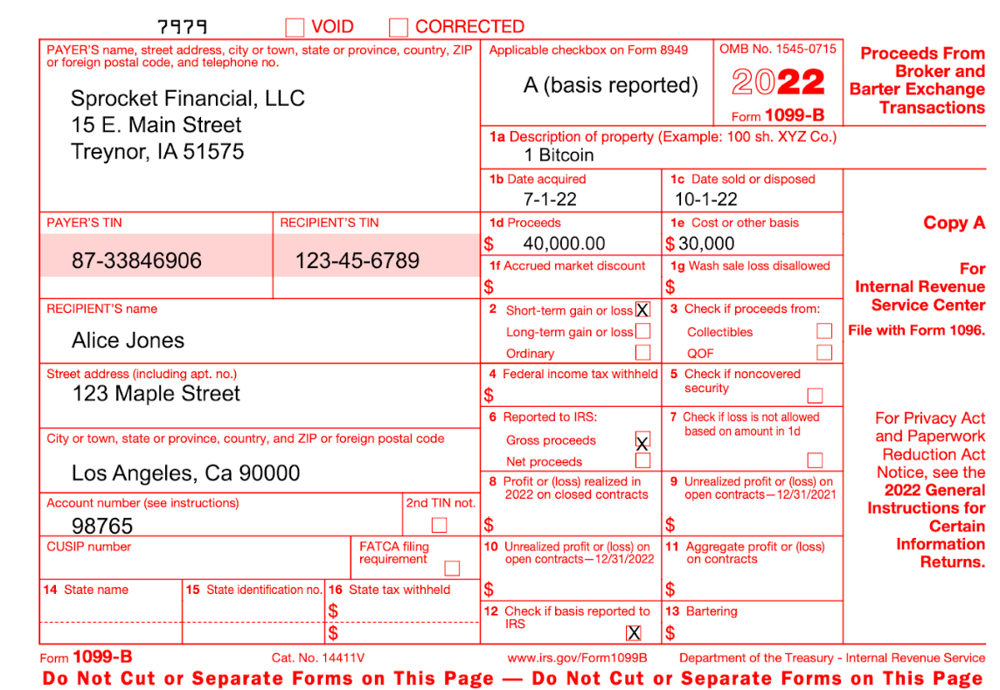 7979
VOID
CORRECTED
PAYER'S name, street address, city or town, state or province, country, ZIP
or foreign postal code, and telephone no.
Sprocket Financial, LLC
15 E. Main Street
Treynor, IA 51575
Applicable checkbox on Form 8949
A (basis reported)
OMB No. 1545-0715
2022
Form 1099-B
Proceeds From
Broker and
Barter Exchange
Transactions
1a Description of property (Example: 100 sh. XYZ Co.)
1 Bitcoin
1b Date acquired
7-1-22
1c Date sold or disposed
10-1-22
PAYER'S TIN
87-33846906
RECIPIENT'S TIN
123-45-6789
1d Proceeds
$ 40,000.00
1e Cost or other basis
$ 30,000
Copy A
1f Accrued market discount
$
1g Wash sale loss disallowed
$
For
Internal Revenue
Service Center
File with Form 1096.
RECIPIENT'S name
Alice Jones
2 Short-term gain or loss X
Long-term gain or loss
Ordinary
3 Check if proceeds from:
Collectibles
QOF
Street address (including apt. no.)
123 Maple Street
4 Federal income tax withheld
$
5 Check if noncovered
security
City or town, state or province, country, and ZIP or foreign postal code
Los Angeles, Ca 90000
6 Reported to IRS:
Gross proceeds X
Net proceeds
7 Check if loss is not allowed
based on amount in 1d
For Privacy Act
and Paperwork
Reduction Act
Notice, see the
2022 General
Instructions for
Certain
Information
Returns.
Account number (see instructions)
98765
2nd TIN not.
8 Profit or (loss) realized in
2022 on closed contracts
$
9 Unrealized profit or (loss) on
open contracts—12/31/2021
$
CUSIP number
FATCA filing
requirement
10 Unrealized profit or (loss) on
open contracts—12/31/2022
$
11 Aggregate profit or (loss)
on contracts
$
14 State name
15 State identification no.
16 State tax withheld
$
$
12 Check if basis reported to
IRS
X
13 Bartering
$
Form 1099-B
Cat. No. 14411V
www.irs.gov/Form1099B
Department of the Treasury - Internal Revenue Service
Do Not Cut or Separate Forms on This Page — Do Not Cut or Separate Forms on This Page